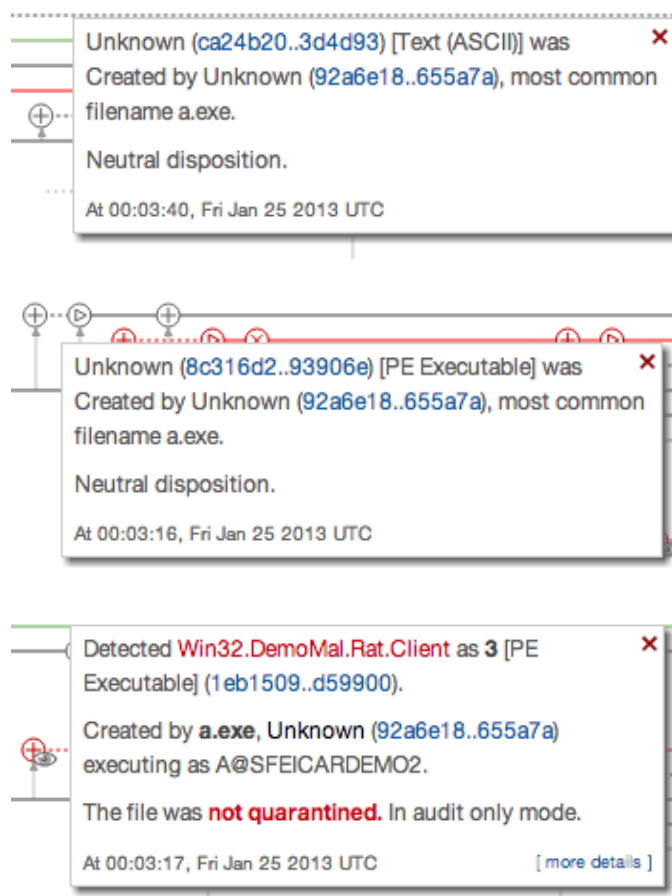 Unknown (ca24b20..3d4d93) [Text (ASCII)] was
Created by Unknown (92a6e18..655a7a), most common
filename a.exe.
Neutral disposition.
At 00:03:40, Fri Jan 25 2013 UTC
Unknown (8c316d2..93906e) [PE Executable] was
Created by Unknown (92a6e18..655a7a), most common
filename a.exe.
Neutral disposition.
At 00:03:16, Fri Jan 25 2013 UTC
Detected Win32.DemoMal.Rat.Client as 3 [PE
Executable] (1eb1509..d59900).
Created by a.exe, Unknown (92a6e18..655a7a)
executing as A@SFEICARDEMO2.
The file was not quarantined. In audit only mode.
At 00:03:17, Fri Jan 25 2013 UTC [ more details ]